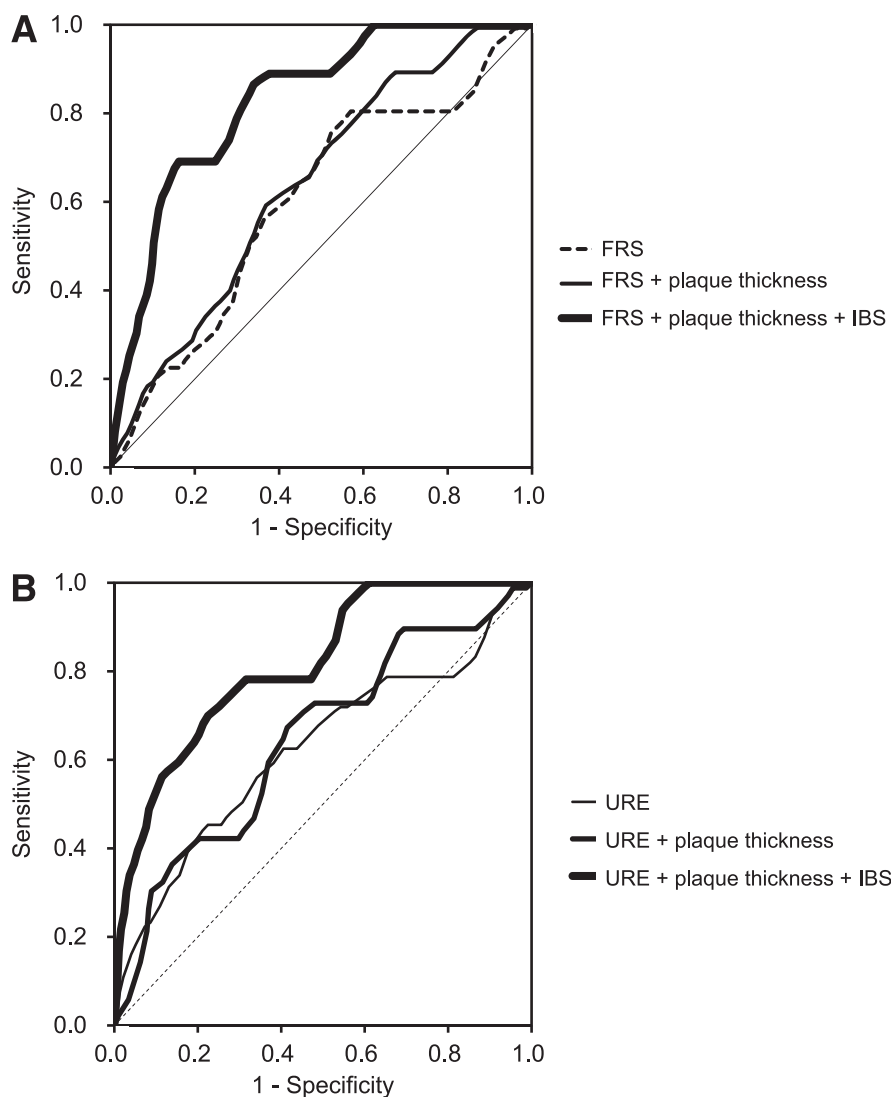 A
1.0
0.8
0.6
0.4
0.2
0.0
Sensitivity
0.0 0.2 0.4 0.6 0.8 1.0
1 - Specificity
FRS
FRS + plaque thickness
FRS + plaque thickness + IBS
B
1.0
0.8
0.6
0.4
0.2
0.0
Sensitivity
0.0 0.2 0.4 0.6 0.8 1.0
1 - Specificity
URE
URE + plaque thickness
URE + plaque thickness + IBS